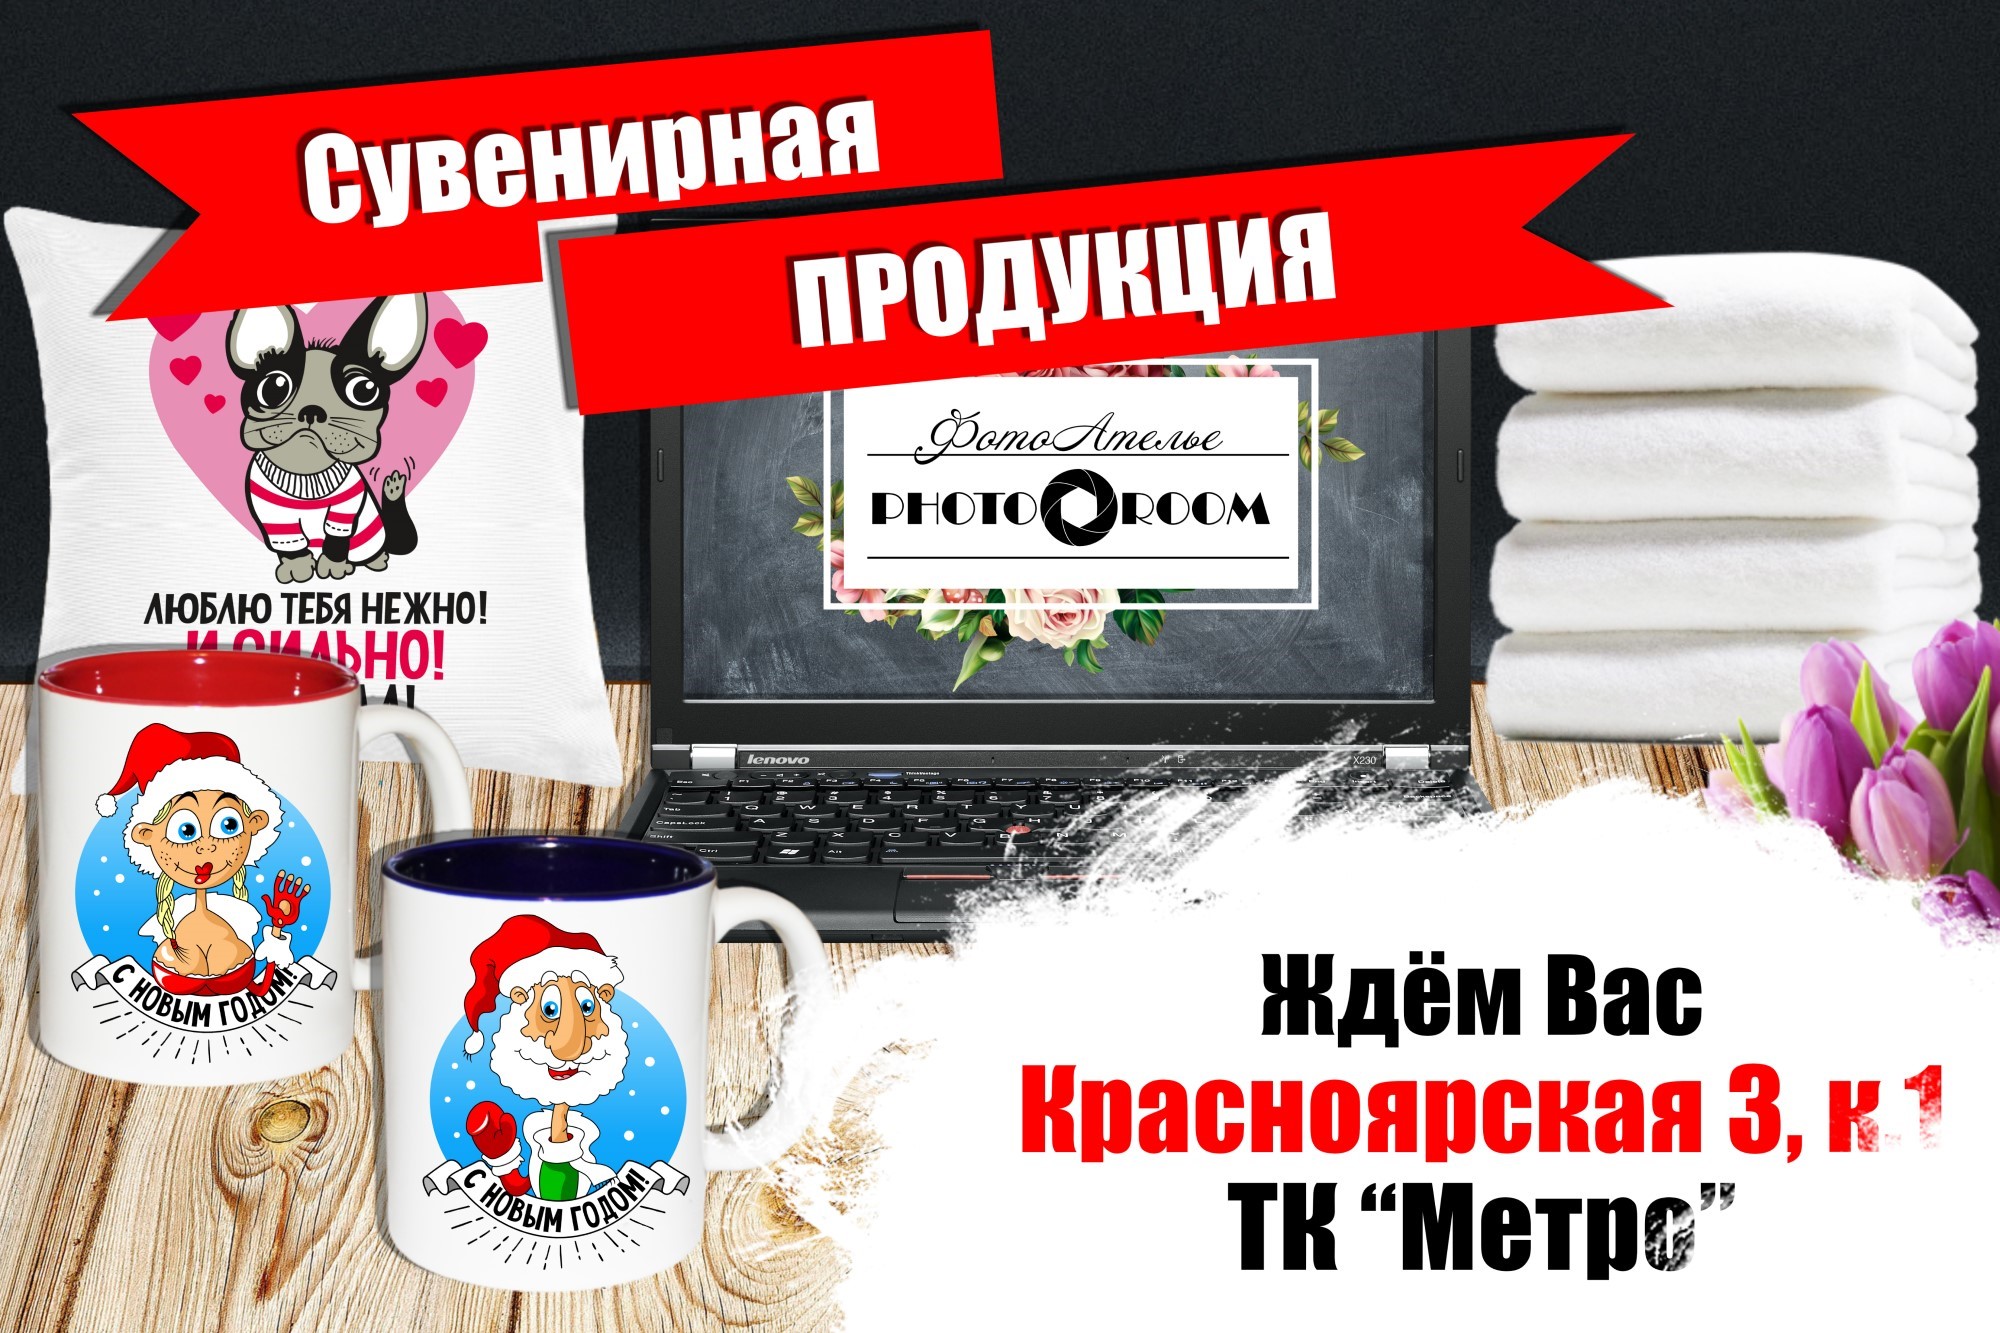 Сувенирная
ПРОДУКЦИЯ
ФотоАтелье
PHOTO ROOM
ЛЮБЛЮ ТЕБЯ НЕЖНО!
И СИЛЬНО!
lenovo
X230
С НОВЫМ ГОДОМ!
С НОВЫМ ГОДОМ!
Ждём Вас
Красноярская 3, к.1
ТК “Метро”